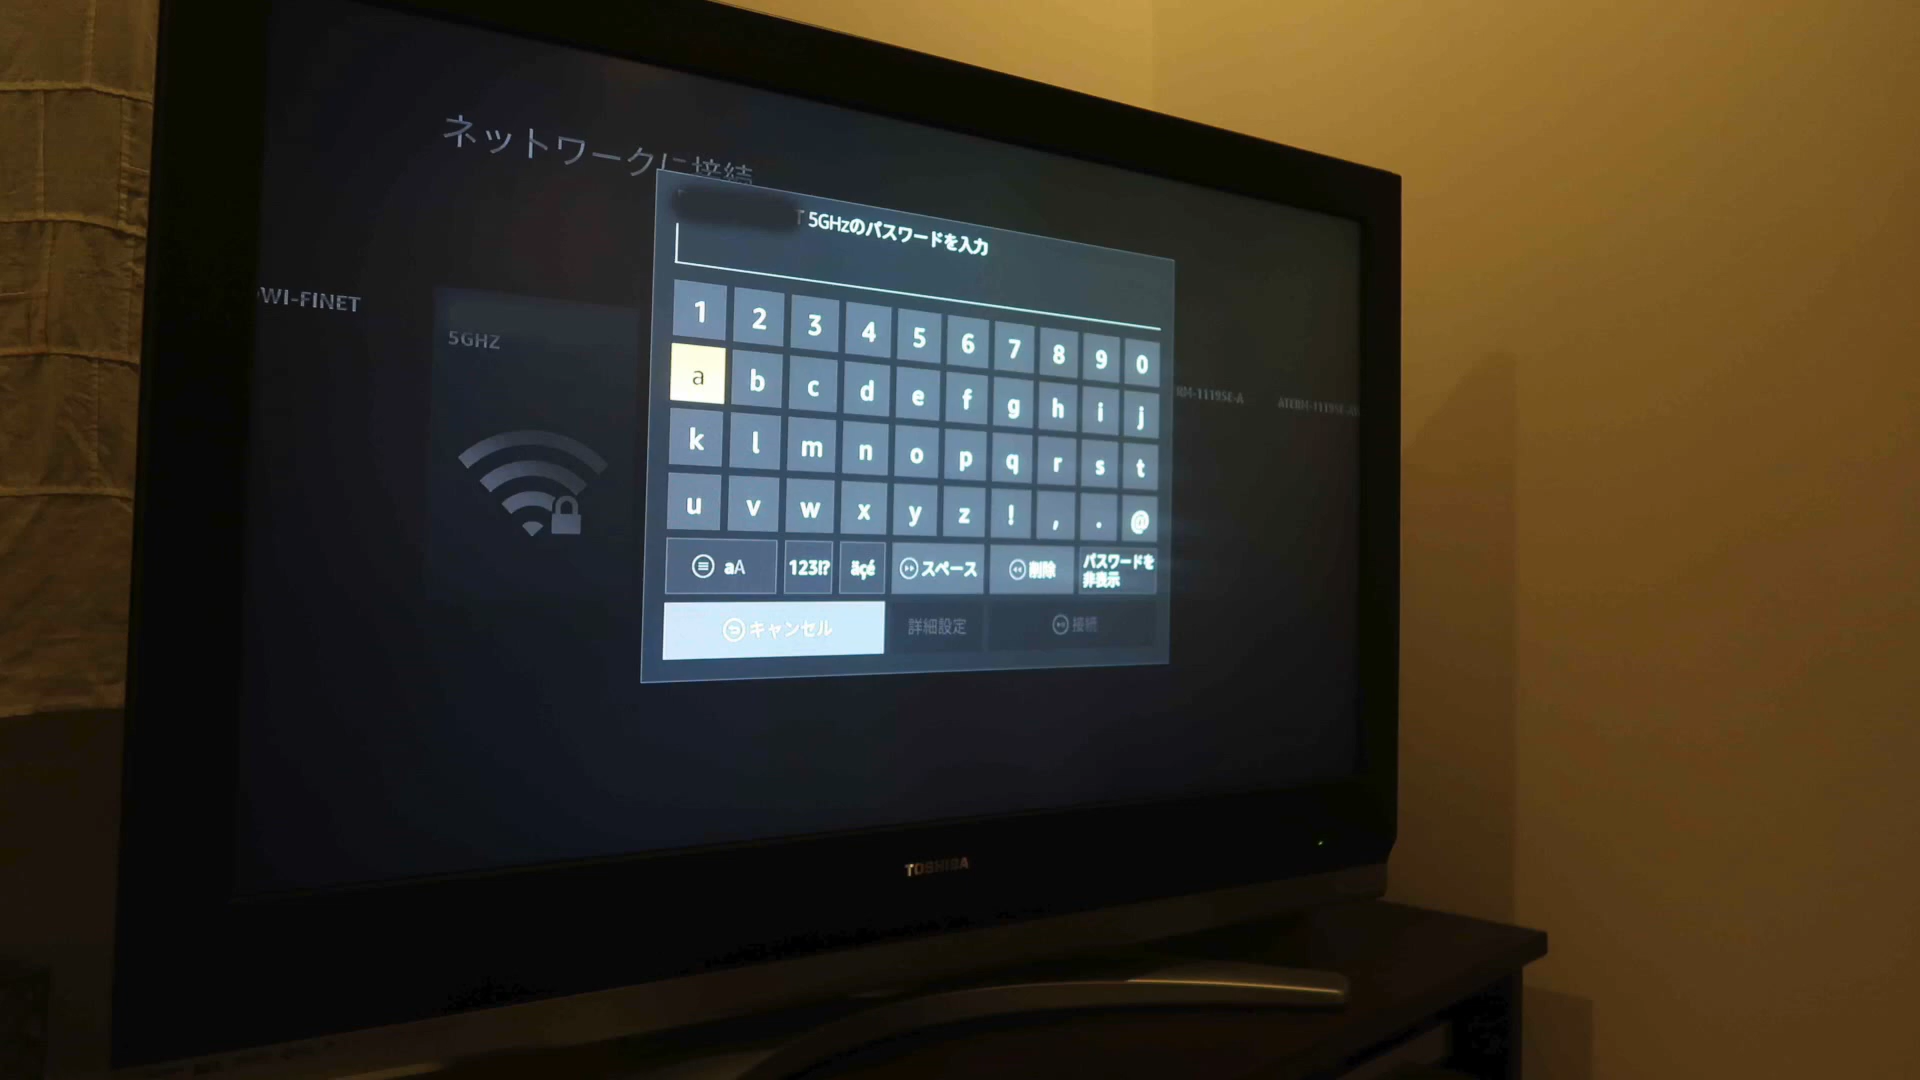 ネットワークに接続
5GHzのパスワードを入力
WI-FINET
5GHZ
1 2 3 4 5 6 7 8 9 0
a b c d e f g h i j
k l m n o p q r s t
u v w x y z ! , . @
aA 123!? äçé スペース 削除 パスワードを
非表示
キャンセル 詳細設定 接続
TOSHIBA